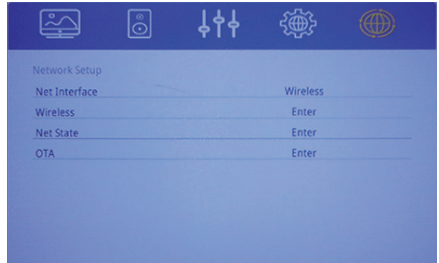 Network Setup
Net Interface Wireless
Wireless Enter
Net State Enter
OTA Enter